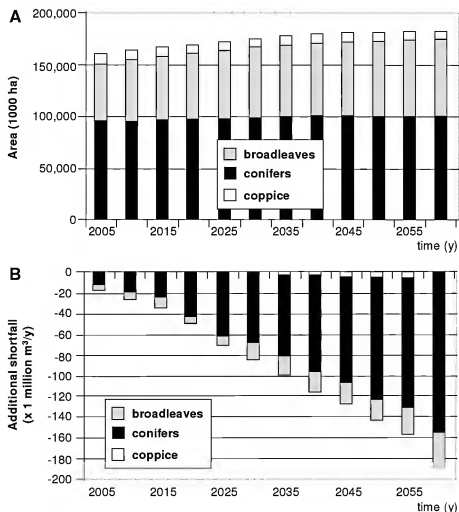 A
200,000
150,000
100,000
50,000
0
Area (1000 ha)
broadleaves
conifers
coppice
2005 2015 2025 2035 2045 2055
time (y)
B
0
-20
-40
-60
-80
-100
-120
-140
-160
-180
-200
Additional shortfall
(x 1 million m³/y)
broadleaves
conifers
coppice
2005 2015 2025 2035 2045 2055
time (y)